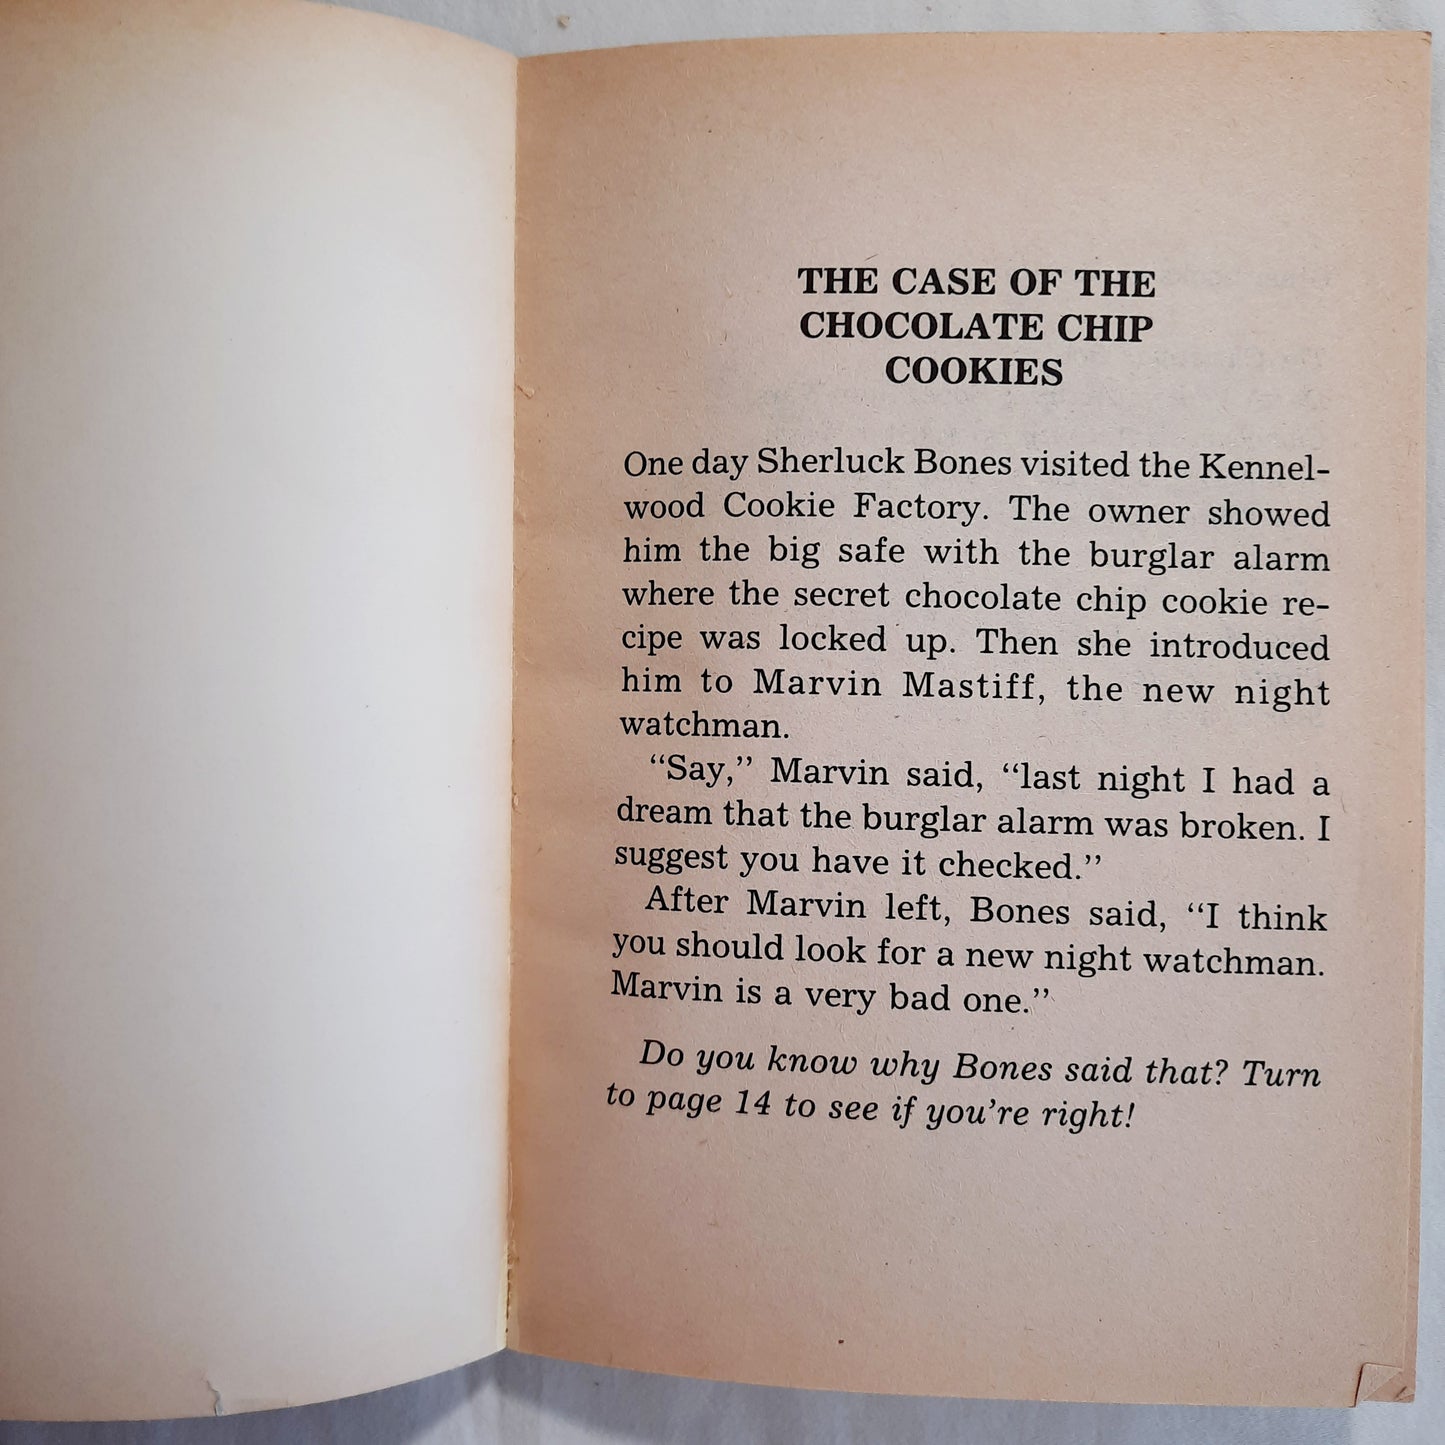 THE CASE OF THE
CHOCOLATE CHIP
COOKIES
One day Sherluck Bones visited the Kennel-
wood Cookie Factory. The owner showed
him the big safe with the burglar alarm
where the secret chocolate chip cookie re-
cipe was locked up. Then she introduced
him to Marvin Mastiff, the new night
watchman.
“Say,” Marvin said, “last night I had a
dream that the burglar alarm was broken. I
suggest you have it checked.”
After Marvin left, Bones said, “I think
you should look for a new night watchman.
Marvin is a very bad one.”
Do you know why Bones said that? Turn
to page 14 to see if you’re right!